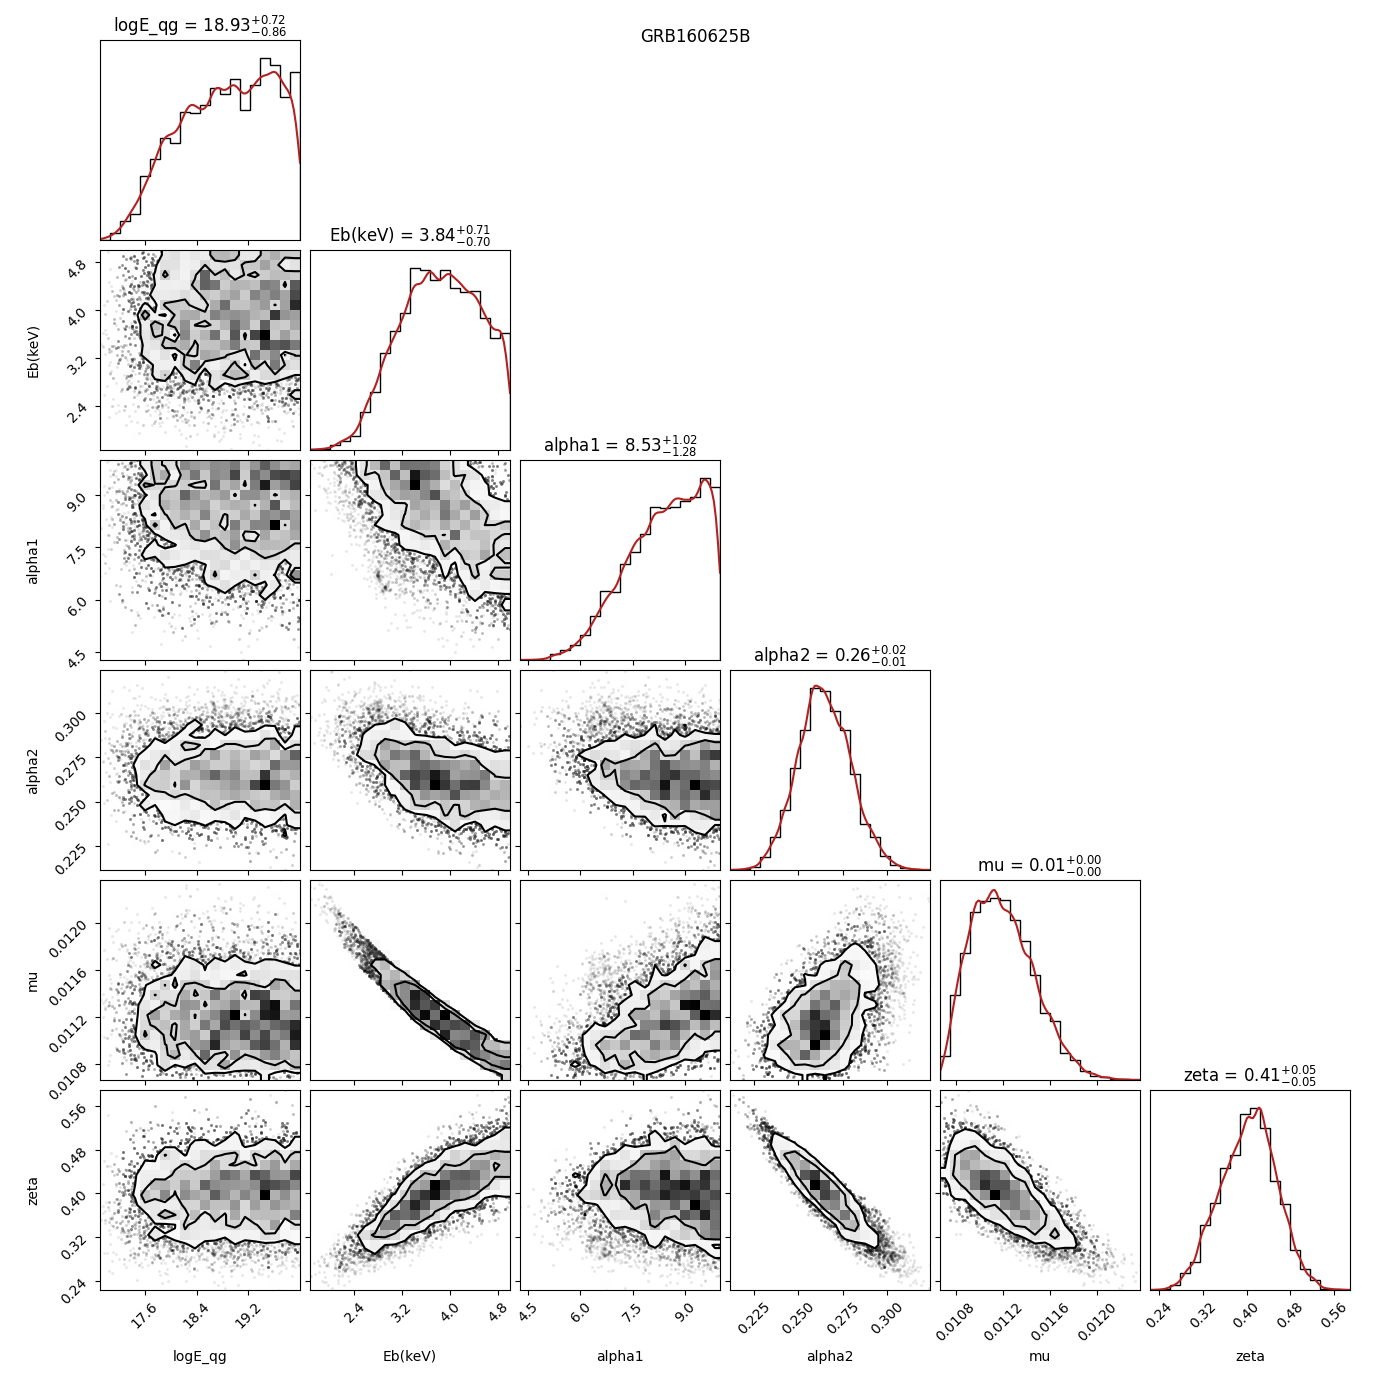 logE_qg = 18.93+0.72−0.86
GRB160625B
Eb(keV) = 3.84+0.71−0.70
4.8
4.0
3.2
2.4
Eb(keV)
alpha1 = 8.53+1.02−1.28
9.0
7.5
6.0
4.5
alpha1
alpha2 = 0.26+0.02−0.01
0.300
0.275
0.250
0.225
alpha2
mu = 0.01+0.00−0.00
0.0120
0.0116
0.0112
0.0108
mu
zeta = 0.41+0.05−0.05
0.56
0.48
0.40
0.32
0.24
zeta
17.6 18.4 19.2 2.4 3.2 4.0 4.8 4.5 6.0 7.5 9.0 0.225 0.250 0.275 0.300 0.0108 0.0112 0.0116 0.0120 0.24 0.32 0.40 0.48 0.56
logE_qg Eb(keV) alpha1 alpha2 mu zeta